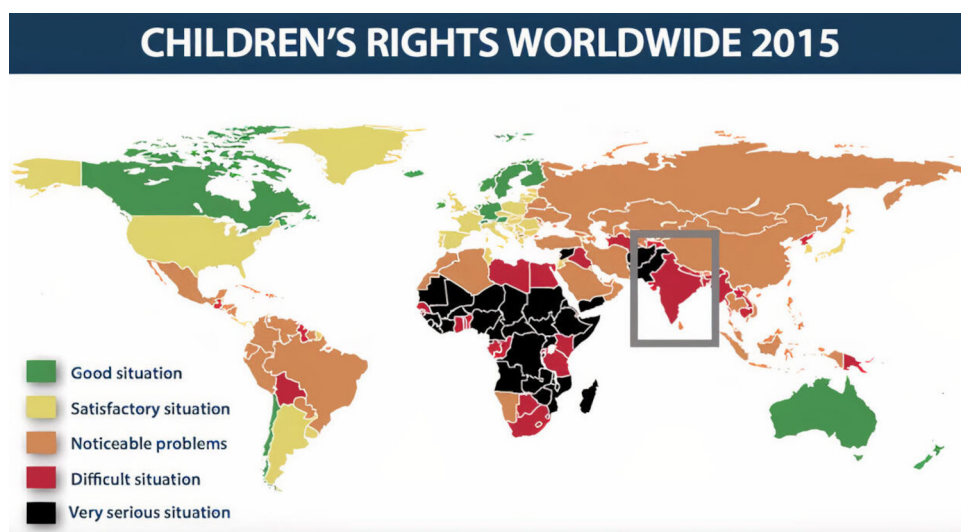 CHILDREN'S RIGHTS WORLDWIDE 2015
Good situation
Satisfactory situation
Noticeable problems
Difficult situation
Very serious situation